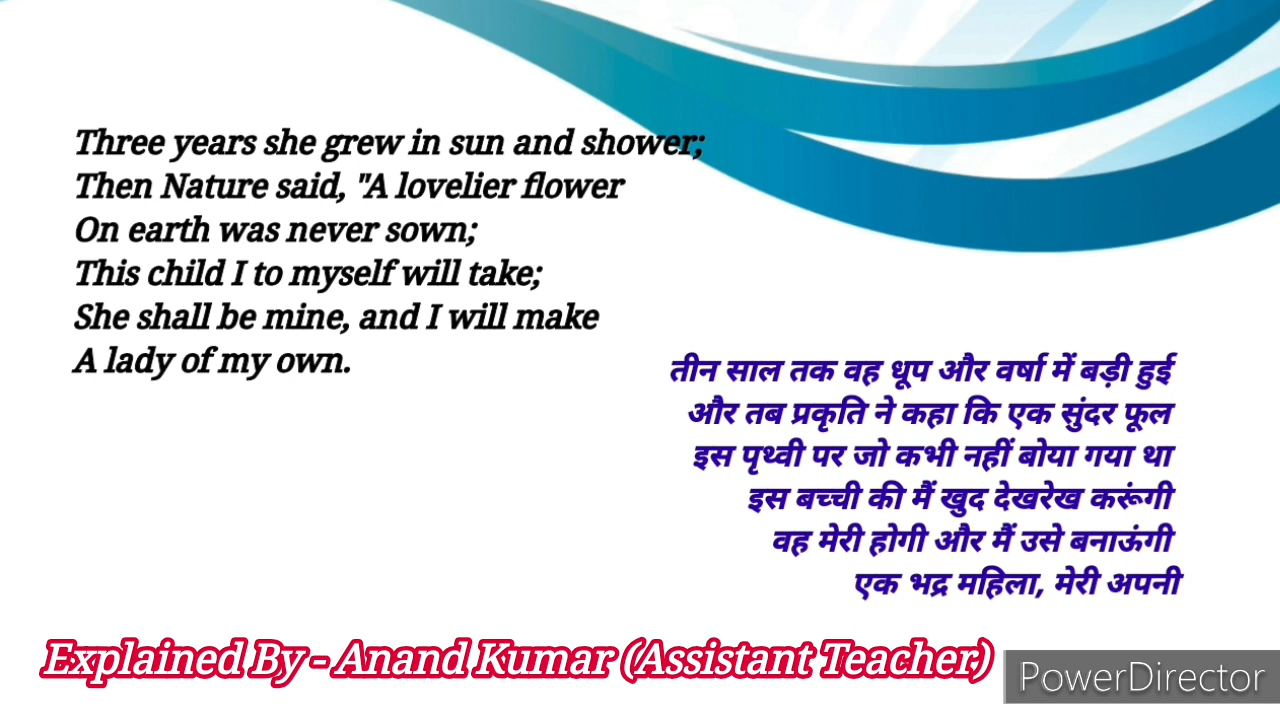 Three years she grew in sun and shower;
Then Nature said, "A lovelier flower
On earth was never sown;
This child I to myself will take;
She shall be mine, and I will make
A lady of my own.
तीन साल तक वह धूप और वर्षा में बड़ी हुई
और तब प्रकृति ने कहा कि एक सुंदर फूल
इस पृथ्वी पर जो कभी नहीं बोया गया था
इस बच्ची की मैं खुद देखरेख करूंगी
वह मेरी होगी और मैं उसे बनाऊंगी
एक भद्र महिला, मेरी अपनी
Explained By - Anand Kumar (Assistant Teacher)
PowerDirector